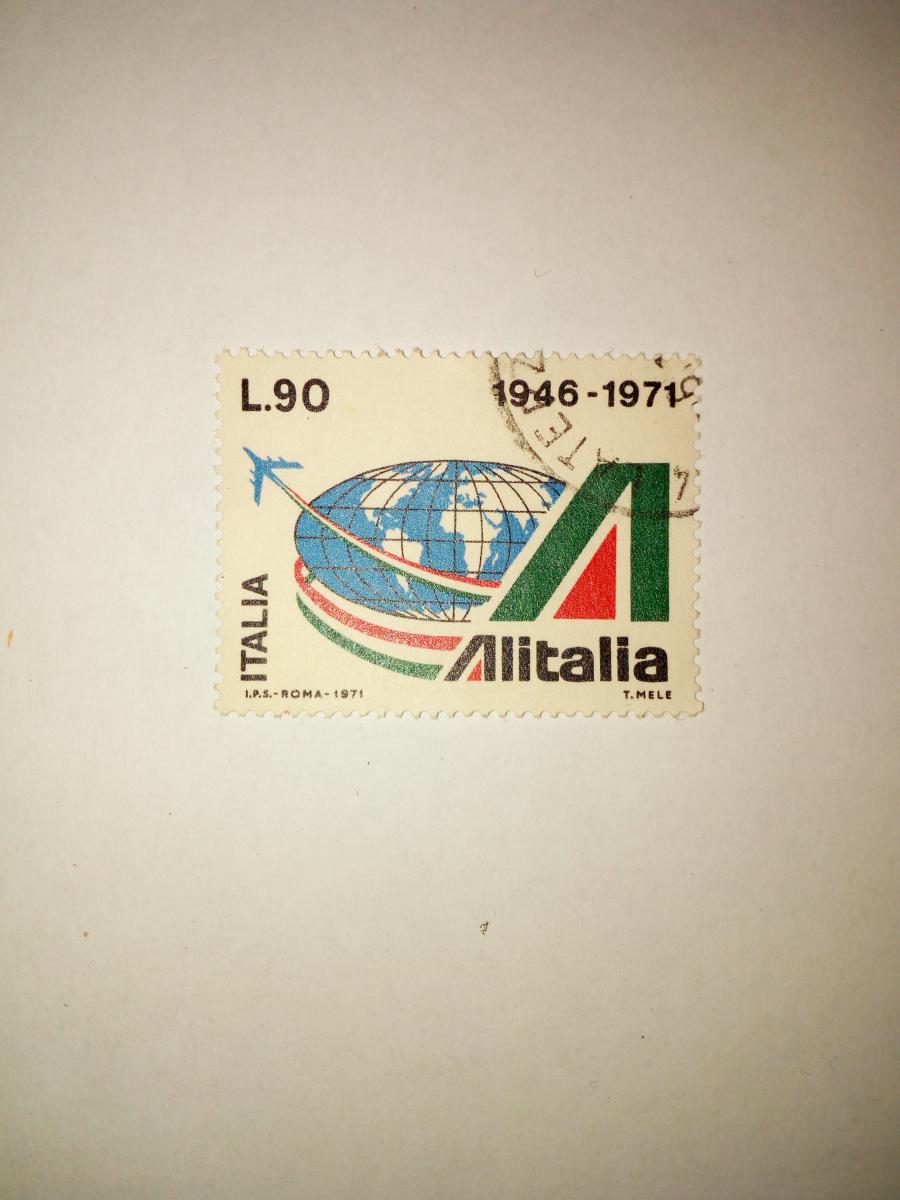 L.90
1946-1971
ITALIA
Alitalia
I.P.S.-ROMA-1971
T.MELE